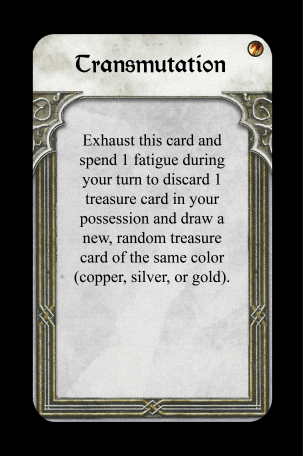 Transmutation
Exhaust this card and
spend 1 fatigue during
your turn to discard 1
treasure card in your
possession and draw a
new, random treasure
card of the same color
(copper, silver, or gold).